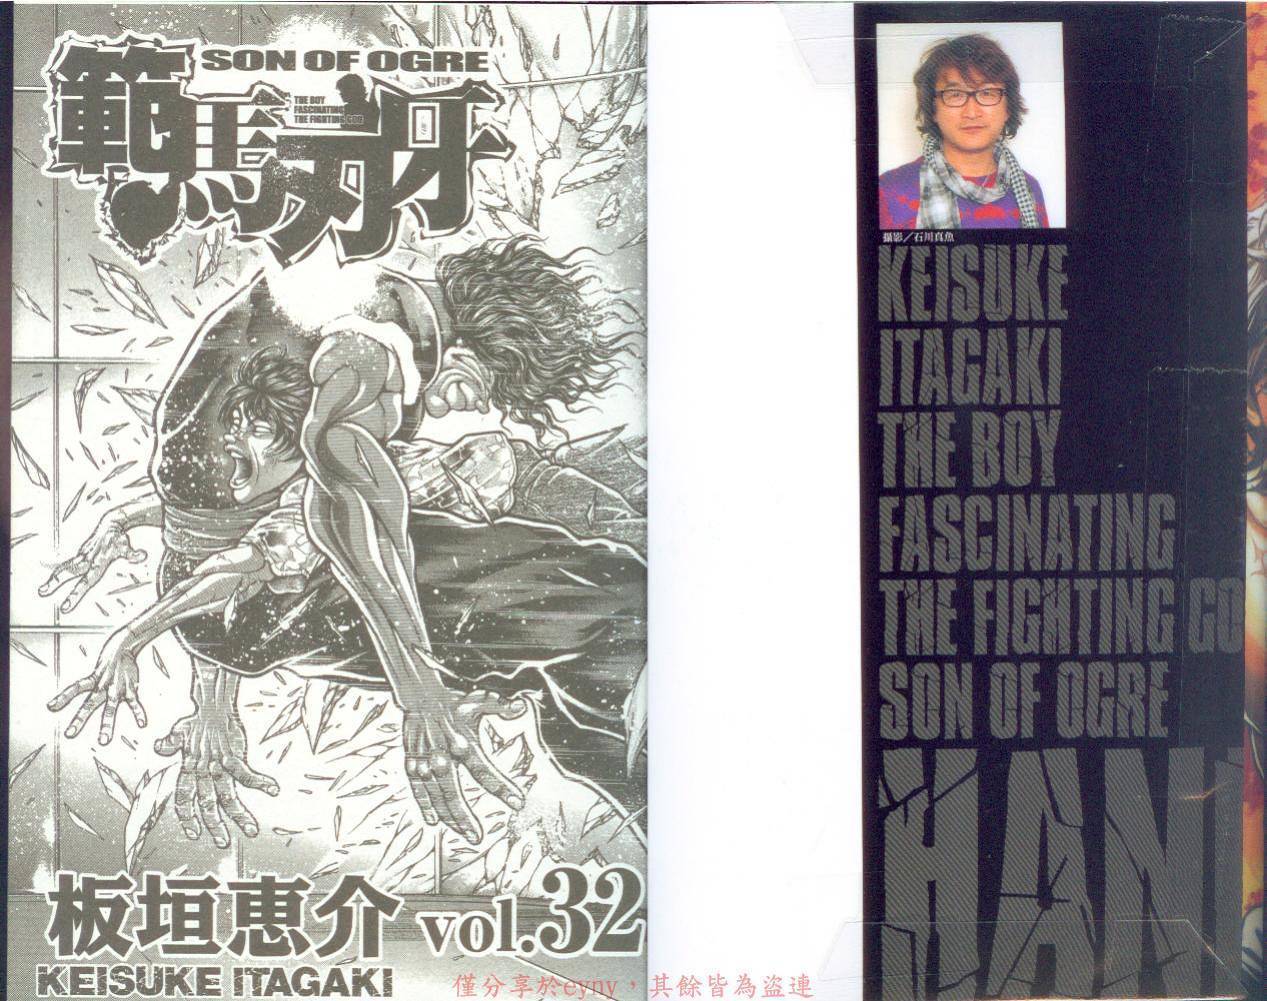 SON OF OGRE
THE BOY
FASCINATING
THE FIGHTING GOD
範馬刃牙
板垣恵介 vol.32
KEISUKE ITAGAKI
僅分享於eyny,其餘皆為盜連
攝影／石川真魚
KEISUKE
ITAGAKI
THE BOY
FASCINATING
THE FIGHTING GO
SON OF OGRE
HAN